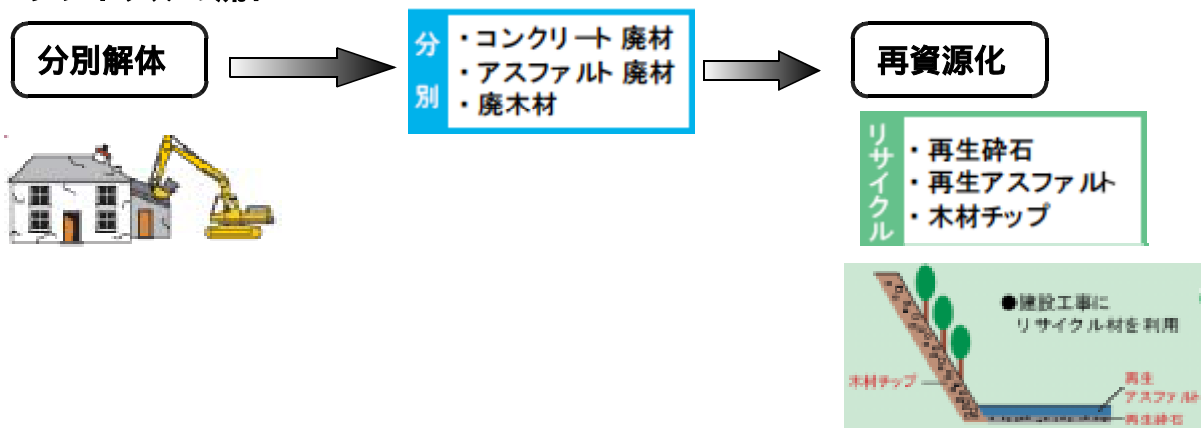 分別解体
分別
・コンクリート 廃材
・アスファルト 廃材
・廃木材
再資源化
リサイクル
・再生砕石
・再生アスファルト
・木材チップ
●建設工事に
リサイクル材を利用
木材チップ
再生
アスファルト
再生砕石